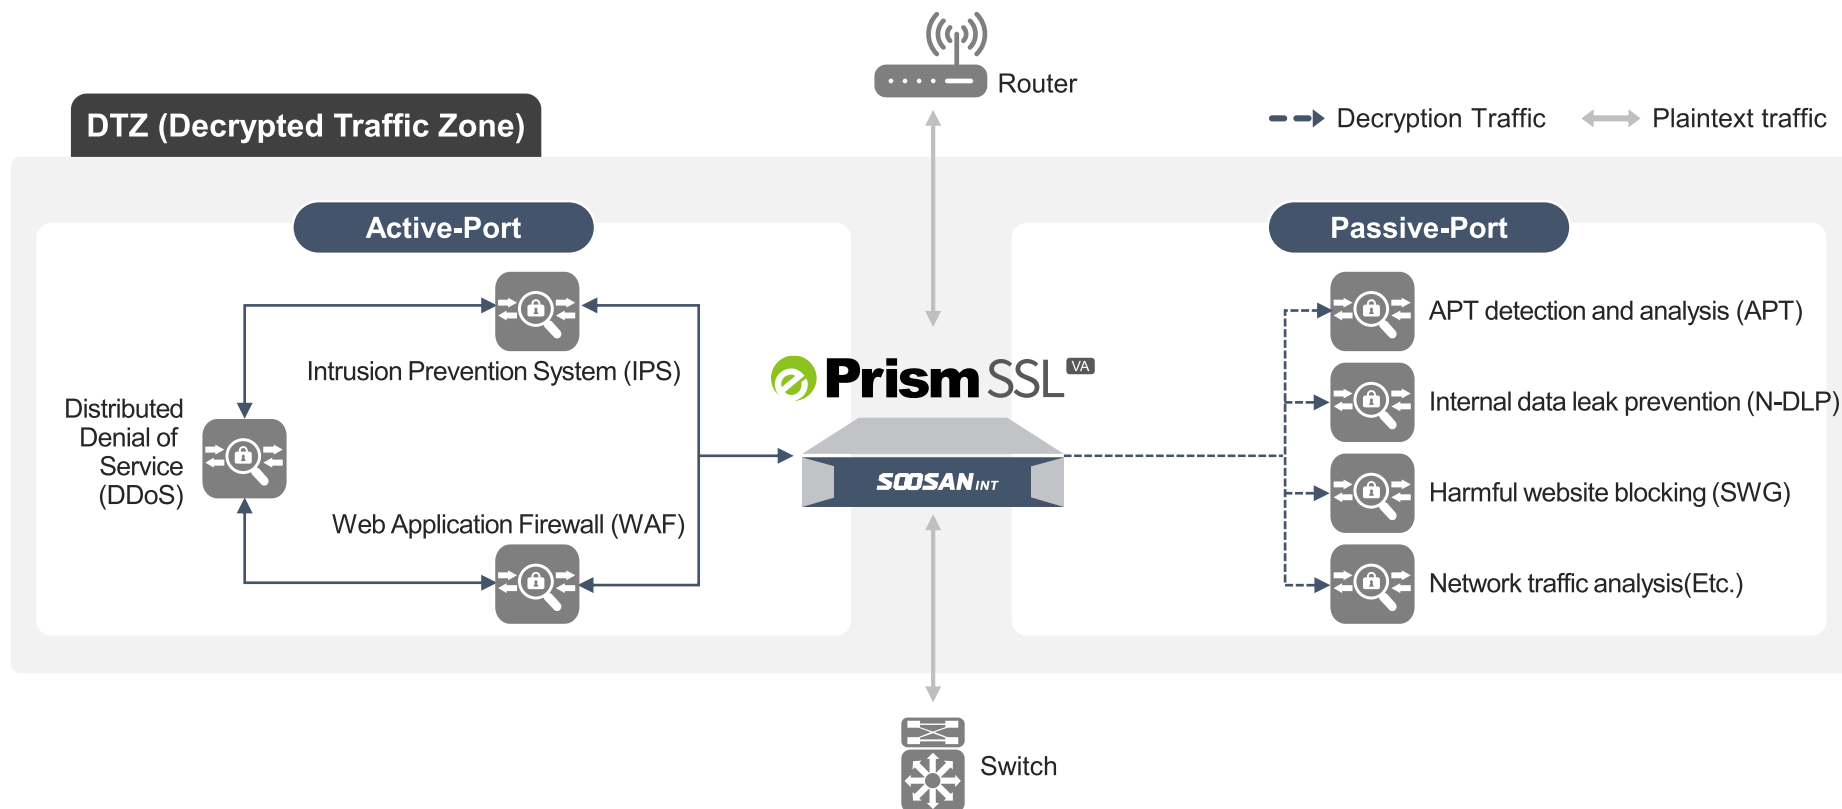 Router
DTZ (Decrypted Traffic Zone)
Decryption Traffic
Plaintext traffic
Active-Port
Passive-Port
Intrusion Prevention System (IPS)
Distributed
Denial of
Service
(DDoS)
Web Application Firewall (WAF)
e Prism SSL VA
SOOSAN INT
APT detection and analysis (APT)
Internal data leak prevention (N-DLP)
Harmful website blocking (SWG)
Network traffic analysis(Etc.)
Switch